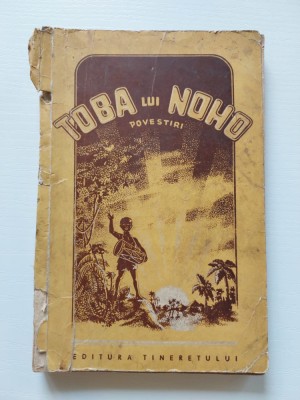 TOBA LUI NOHO
POVESTIRI
EDITURA TINERETULUI